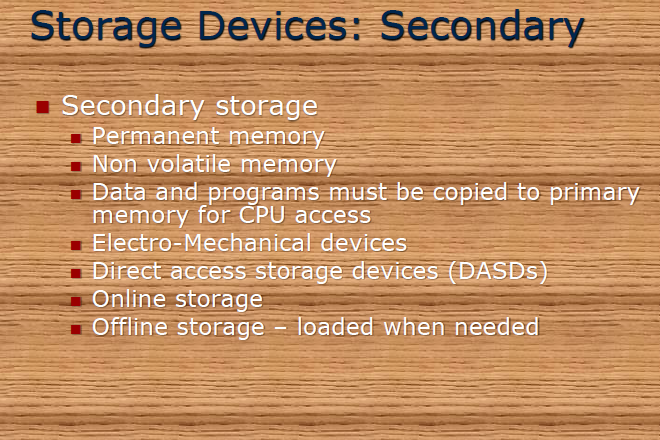 Storage Devices: Secondary
Secondary storage
Permanent memory
Non volatile memory
Data and programs must be copied to primary
memory for CPU access
Electro-Mechanical devices
Direct access storage devices (DASDs)
Online storage
Offline storage – loaded when needed